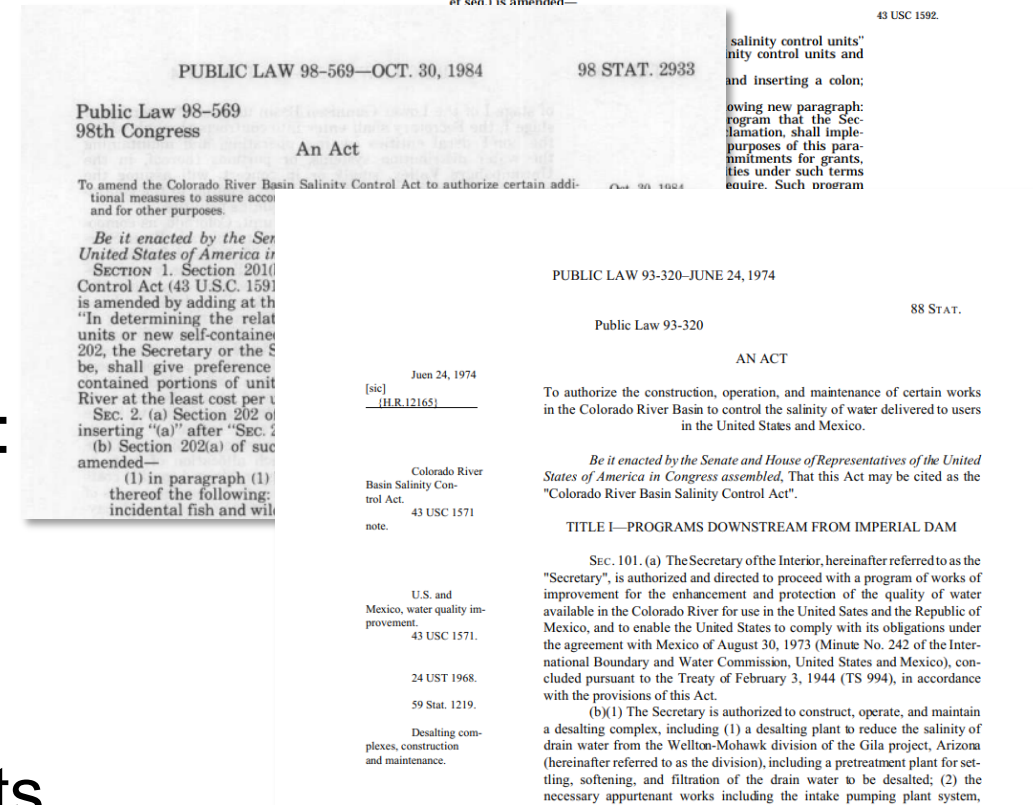 et seq.) is amended—
43 USC 1592.
salinity control units"
nity control units and
and inserting a colon;
owing new paragraph:
rogram that the Sec-
lamation, shall imple-
purposes of this para-
mmitments for grants,
ties under such terms
equire. Such program
PUBLIC LAW 98–569—OCT. 30, 1984
98 STAT. 2933
Public Law 98–569
98th Congress
An Act
To amend the Colorado River Basin Salinity Control Act to authorize certain addi-
tional measures to assure acco
and for other purposes.
Oct. 30, 1984
Be it enacted by the Sen
United States of America in
SECTION 1. Section 201(
Control Act (43 U.S.C. 1591
is amended by adding at th
“In determining the relat
units or new self-containe
202, the Secretary or the S
be, shall give preference
contained portions of unit
River at the least cost per u
SEC. 2. (a) Section 202 of
inserting “(a)” after “SEC. 2
(b) Section 202(a) of suc
amended—
(1) in paragraph (1)
thereof the following:
incidental fish and wil
:
ts
PUBLIC LAW 93-320–JUNE 24, 1974
88 STAT.
Public Law 93-320
AN ACT
Juen 24, 1974
[sic]
{H.R.12165}
To authorize the construction, operation, and maintenance of certain works
in the Colorado River Basin to control the salinity of water delivered to users
in the United States and Mexico.
Colorado River
Basin Salinity Con-
trol Act.
43 USC 1571
note.
Be it enacted by the Senate and House of Representatives of the United
States of America in Congress assembled, That this Act may be cited as the
"Colorado River Basin Salinity Control Act".
TITLE I—PROGRAMS DOWNSTREAM FROM IMPERIAL DAM
U.S. and
Mexico, water quality im-
provement.
43 USC 1571.
24 UST 1968.
59 Stat. 1219.
Desalting com-
plexes, construction
and maintenance.
SEC. 101. (a) The Secretary of the Interior, hereinafter referred to as the
"Secretary", is authorized and directed to proceed with a program of works of
improvement for the enhancement and protection of the quality of water
available in the Colorado River for use in the United Sates and the Republic of
Mexico, and to enable the United States to comply with its obligations under
the agreement with Mexico of August 30, 1973 (Minute No. 242 of the Inter-
national Boundary and Water Commission, United States and Mexico), con-
cluded pursuant to the Treaty of February 3, 1944 (TS 994), in accordance
with the provisions of this Act.
(b)(1) The Secretary is authorized to construct, operate, and maintain
a desalting complex, including (1) a desalting plant to reduce the salinity of
drain water from the Wellton-Mohawk division of the Gila project, Arizona
(hereinafter referred to as the division), including a pretreatment plant for set-
tling, softening, and filtration of the drain water to be desalted; (2) the
necessary appurtenant works including the intake pumping plant system,